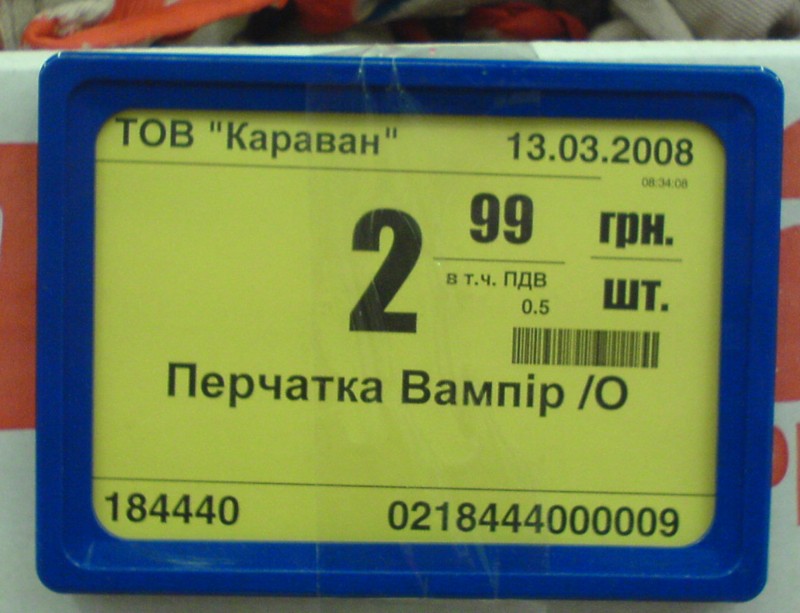 ТОВ "Караван" 13.03.2008
08:34:08
2 99 грн.
в т.ч. ПДВ шт.
0.5
Перчатка Вампір /О
184440 0218444000009